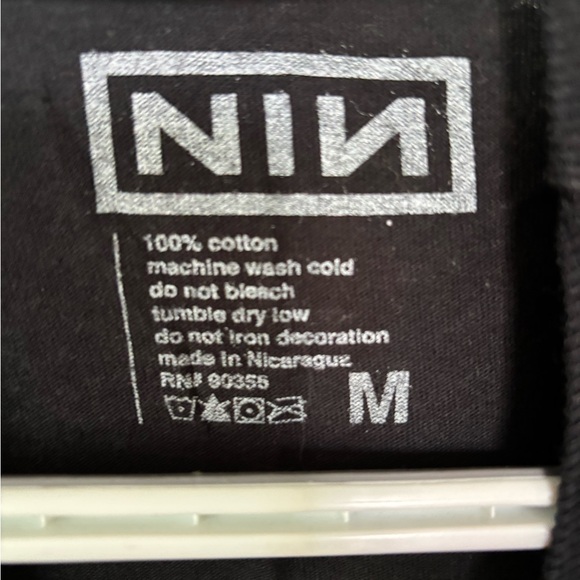 NIN
100% cotton
machine wash cold
do not bleach
tumble dry low
do not iron decoration
made in Nicaragua
RN# 90355
M